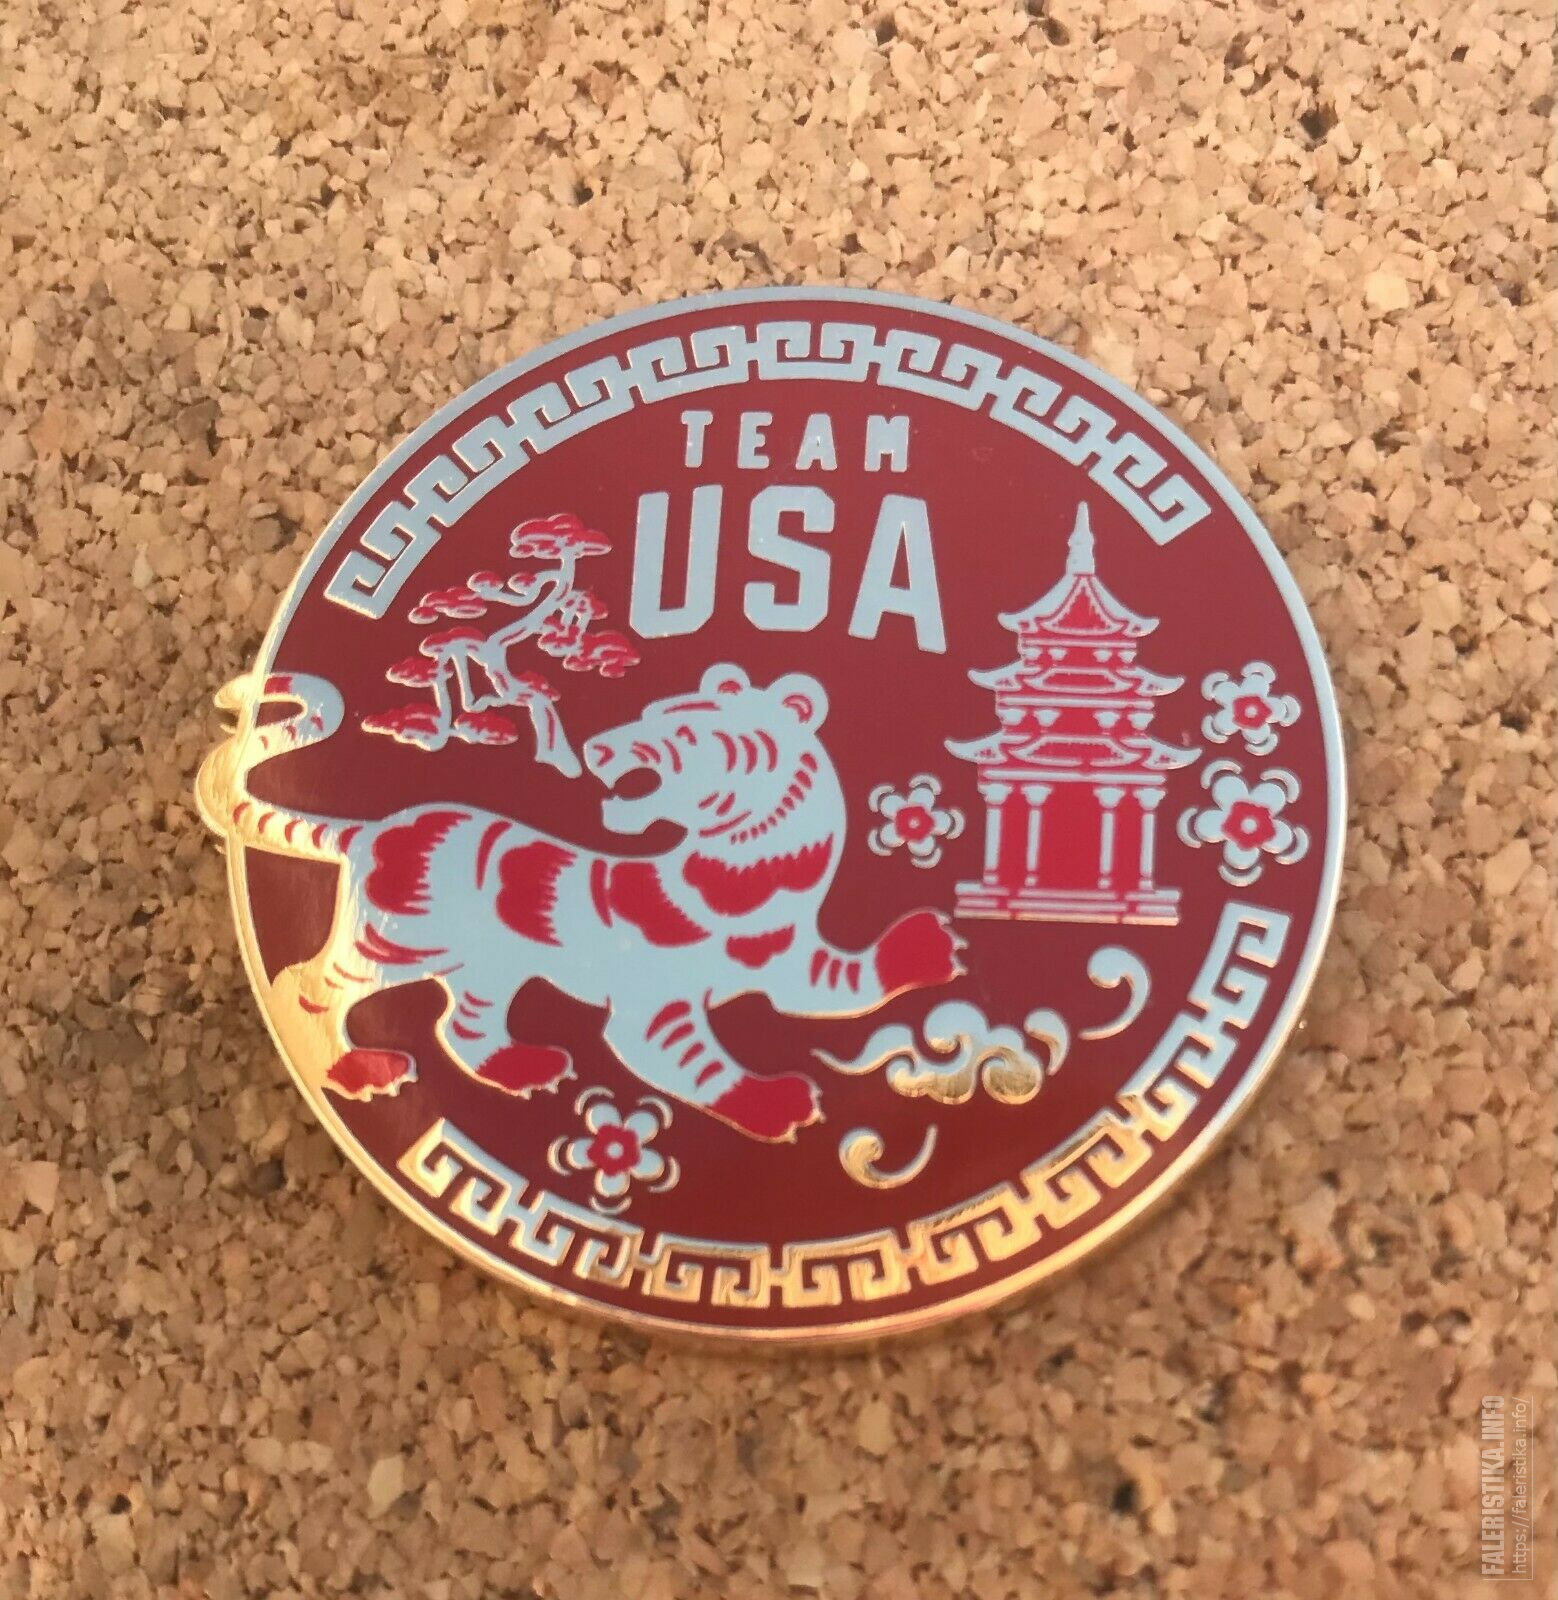 TEAM
USA
FALERISTIKA.INFO
https://faleristika.info/